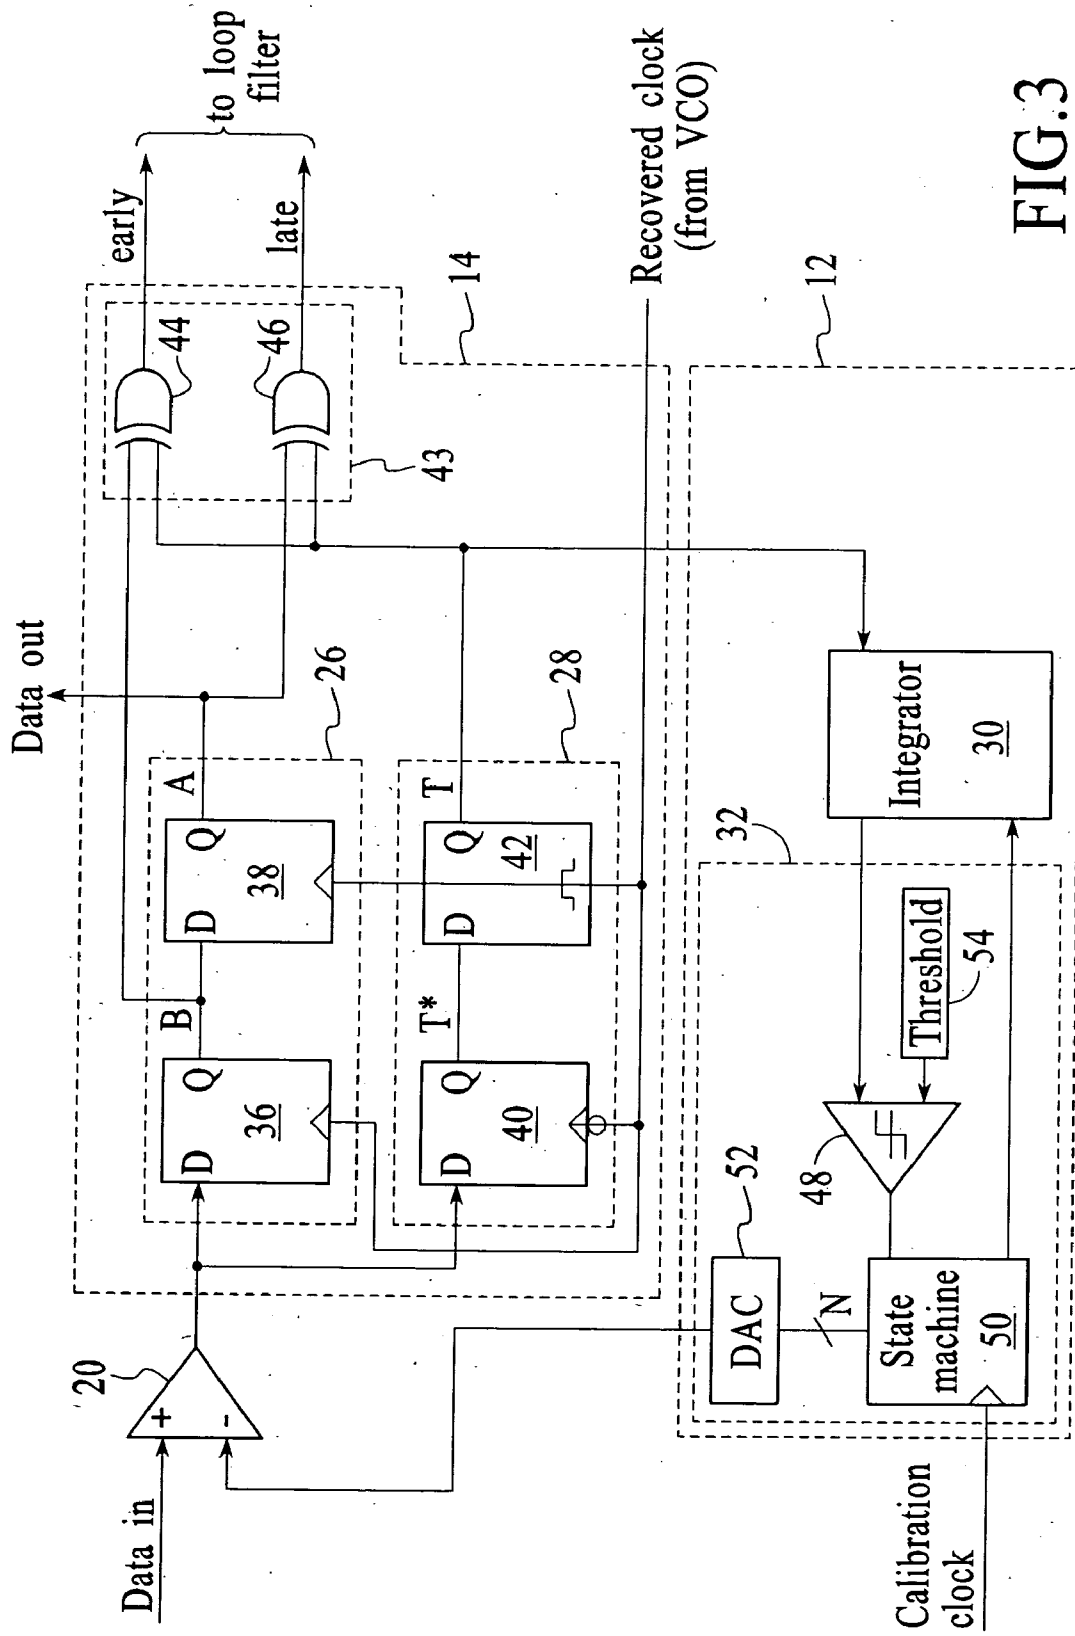 Data out
early
to loop
filter
late
44
46
43
14
A
B
Q
D
38
Q
D
36
26
T
T*
Q
D
42
Q
D
40
28
20
+
-
Data in
Recovered clock
(from VCO)
12
32
Integrator
30
Threshold
54
48
52
DAC
N
State
machine
50
Calibration
clock
FIG.3